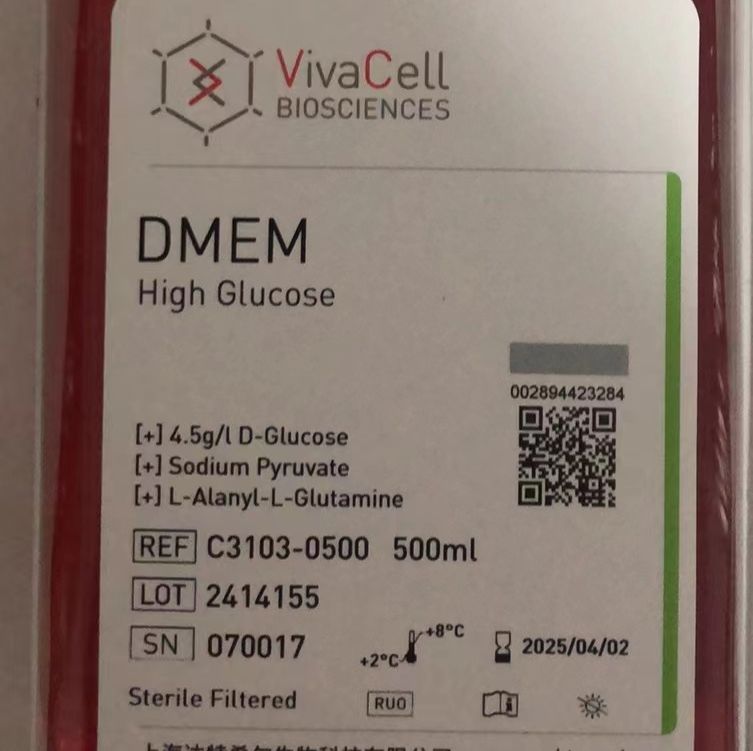 VivaCell
BIOSCIENCES
DMEM
High Glucose
002894423284
[+] 4.5g/l D-Glucose
[+] Sodium Pyruvate
[+] L-Alanyl-L-Glutamine
REF C3103-0500 500ml
LOT 2414155
SN 070017 +2°C +8°C 2025/04/02
Sterile Filtered RUO